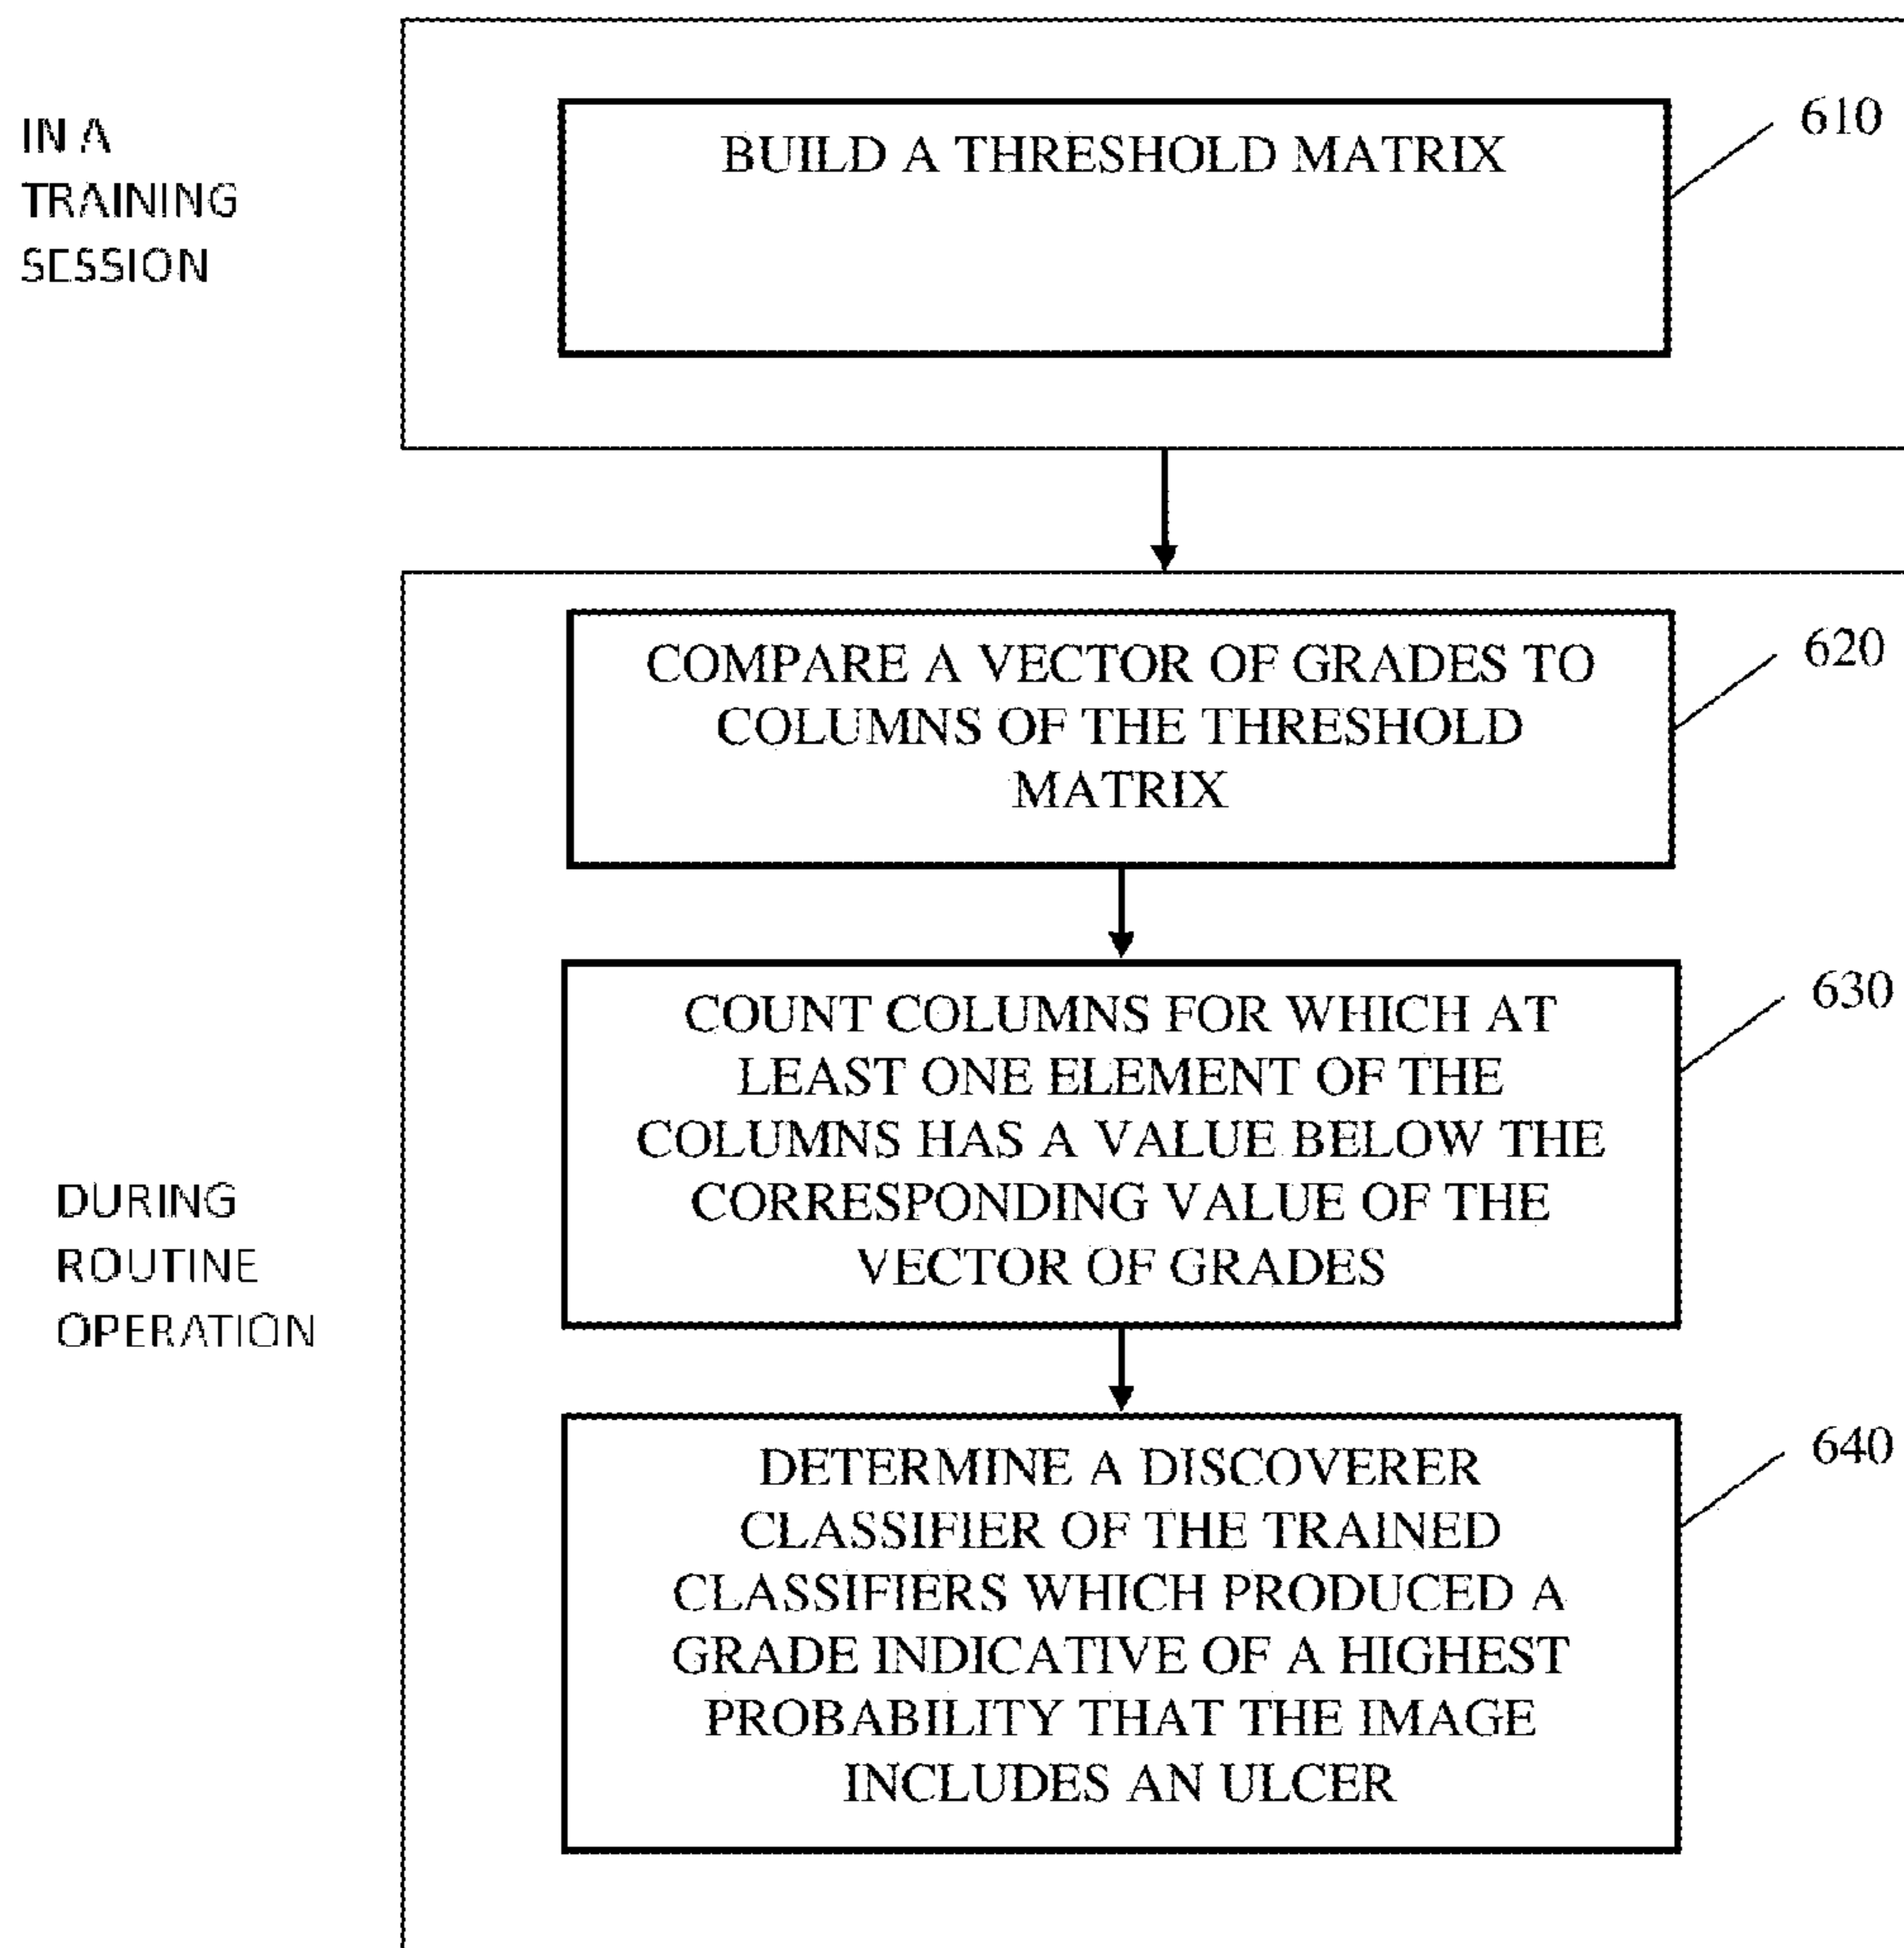 IN A
TRAINING
SESSION
BUILD A THRESHOLD MATRIX
610
COMPARE A VECTOR OF GRADES TO
COLUMNS OF THE THRESHOLD
MATRIX
620
DURING
ROUTINE
OPERATION
COUNT COLUMNS FOR WHICH AT
LEAST ONE ELEMENT OF THE
COLUMNS HAS A VALUE BELOW THE
CORRESPONDING VALUE OF THE
VECTOR OF GRADES
630
DETERMINE A DISCOVERER
CLASSIFIER OF THE TRAINED
CLASSIFIERS WHICH PRODUCED A
GRADE INDICATIVE OF A HIGHEST
PROBABILITY THAT THE IMAGE
INCLUDES AN ULCER
640